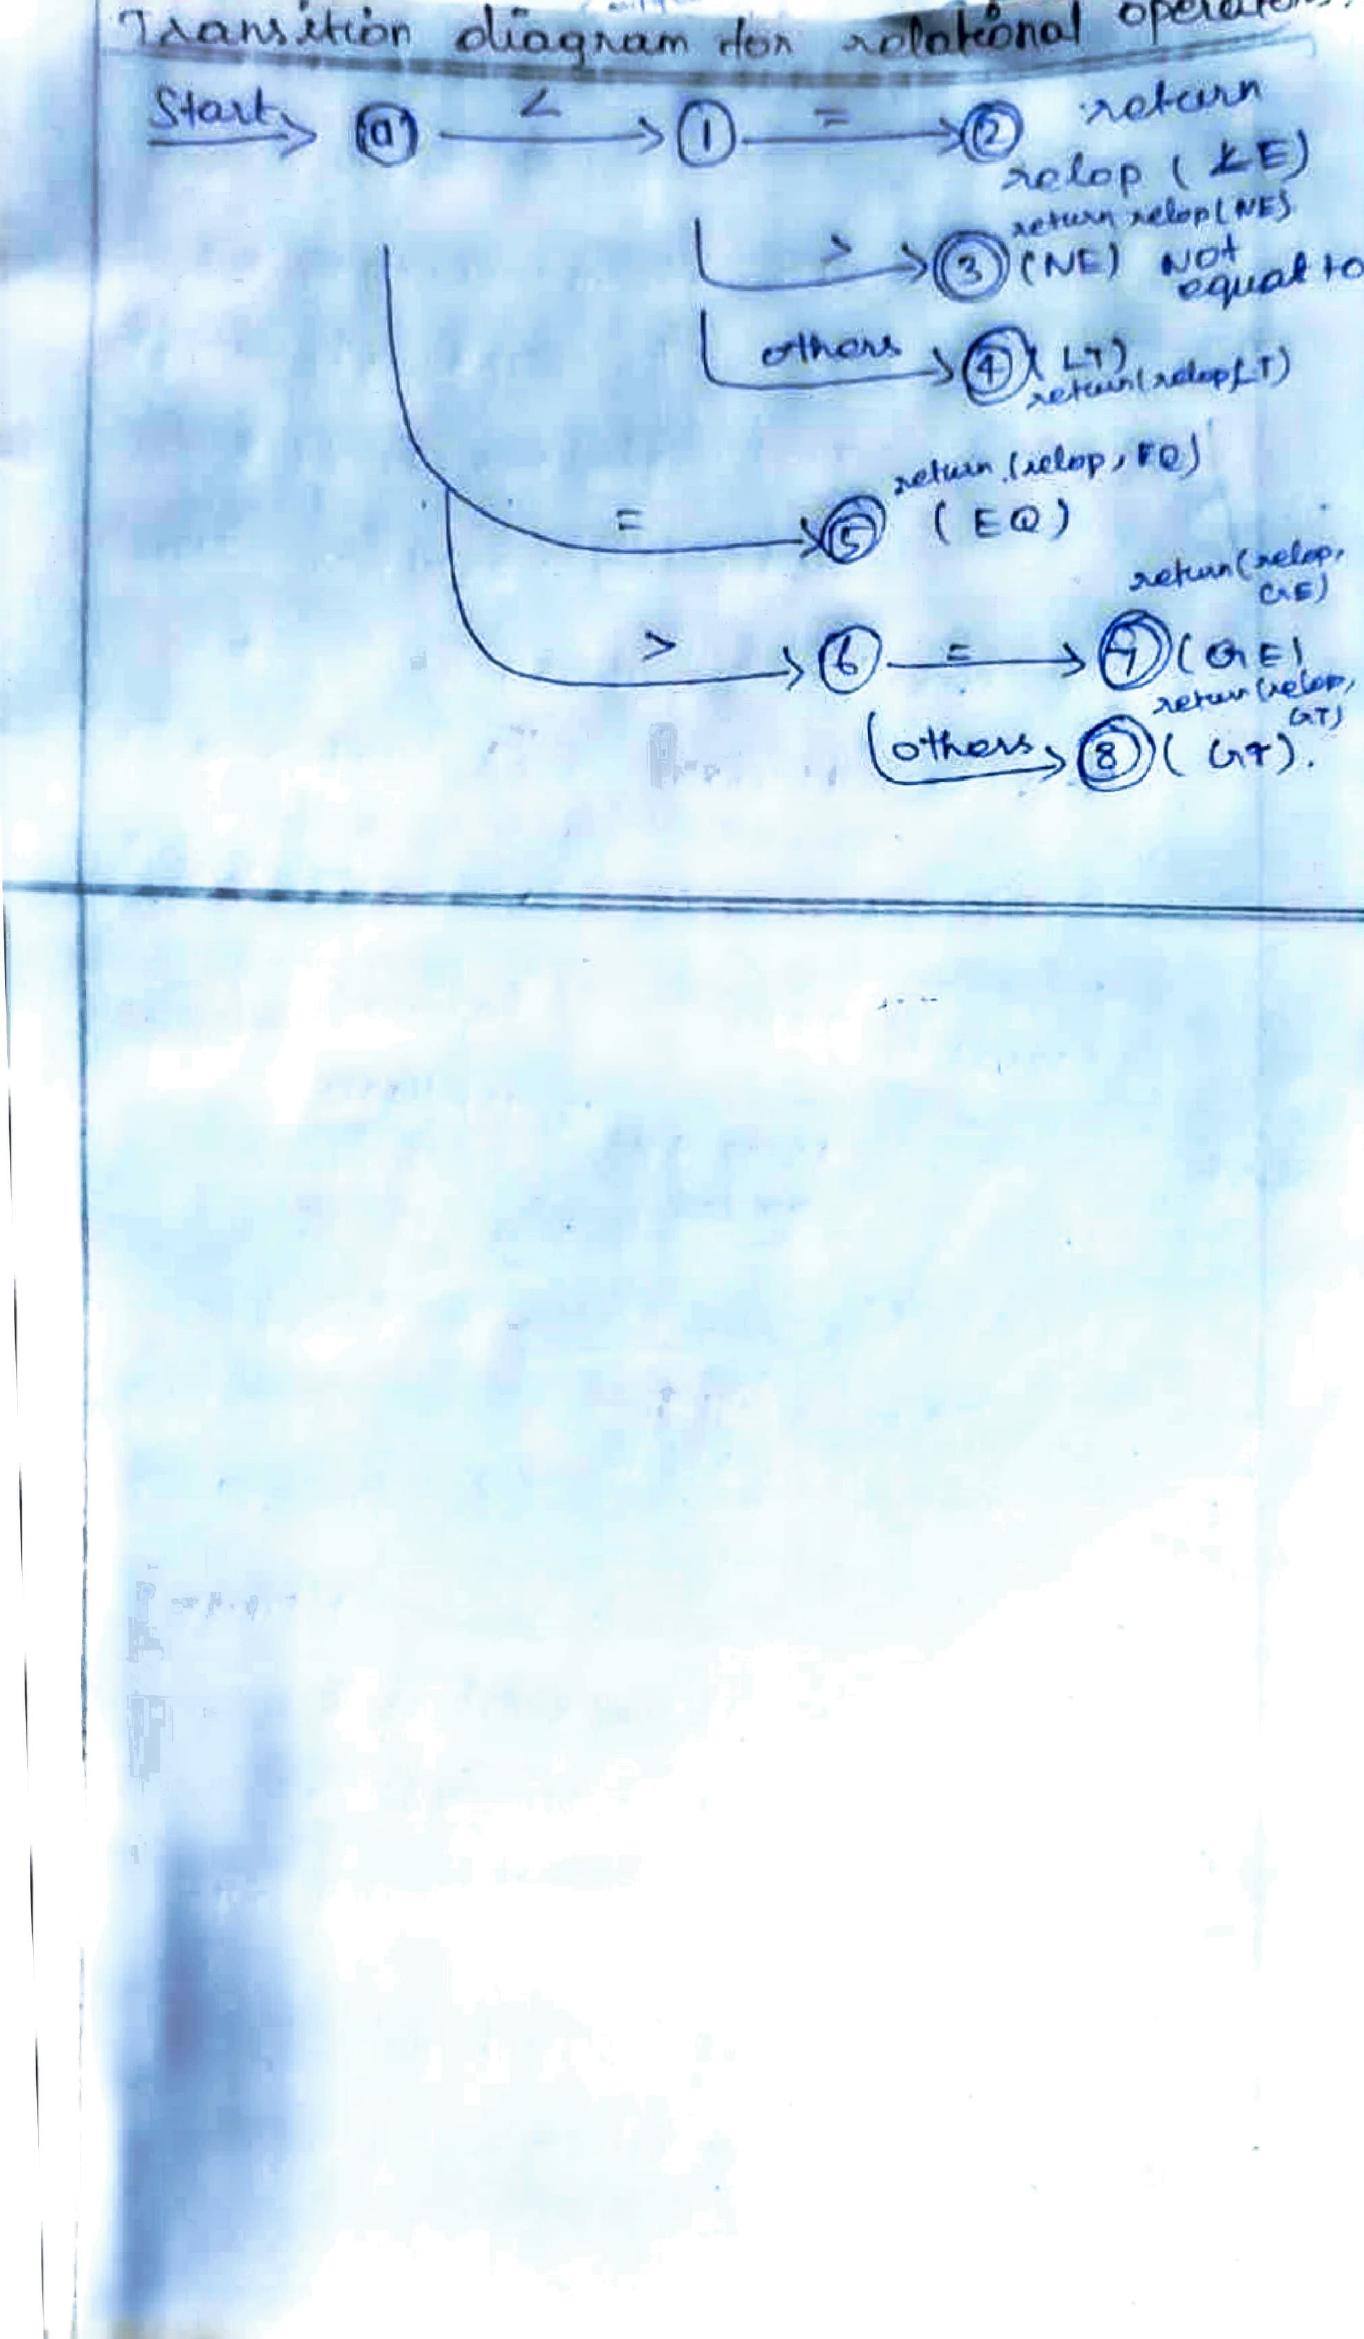 Transition diagram for relational operators.
Start a < 1 = 2 return
relop ( LE )
return relop (NE)
> 3 (NE) Not
equal to
others 4 ( LT)
return (relop LT)
return (relop, EQ)
= 5 ( EQ )
return (relop,
GE)
> 6 = 7 ( GE )
return (relop,
GT)
others 8 ( GT ).